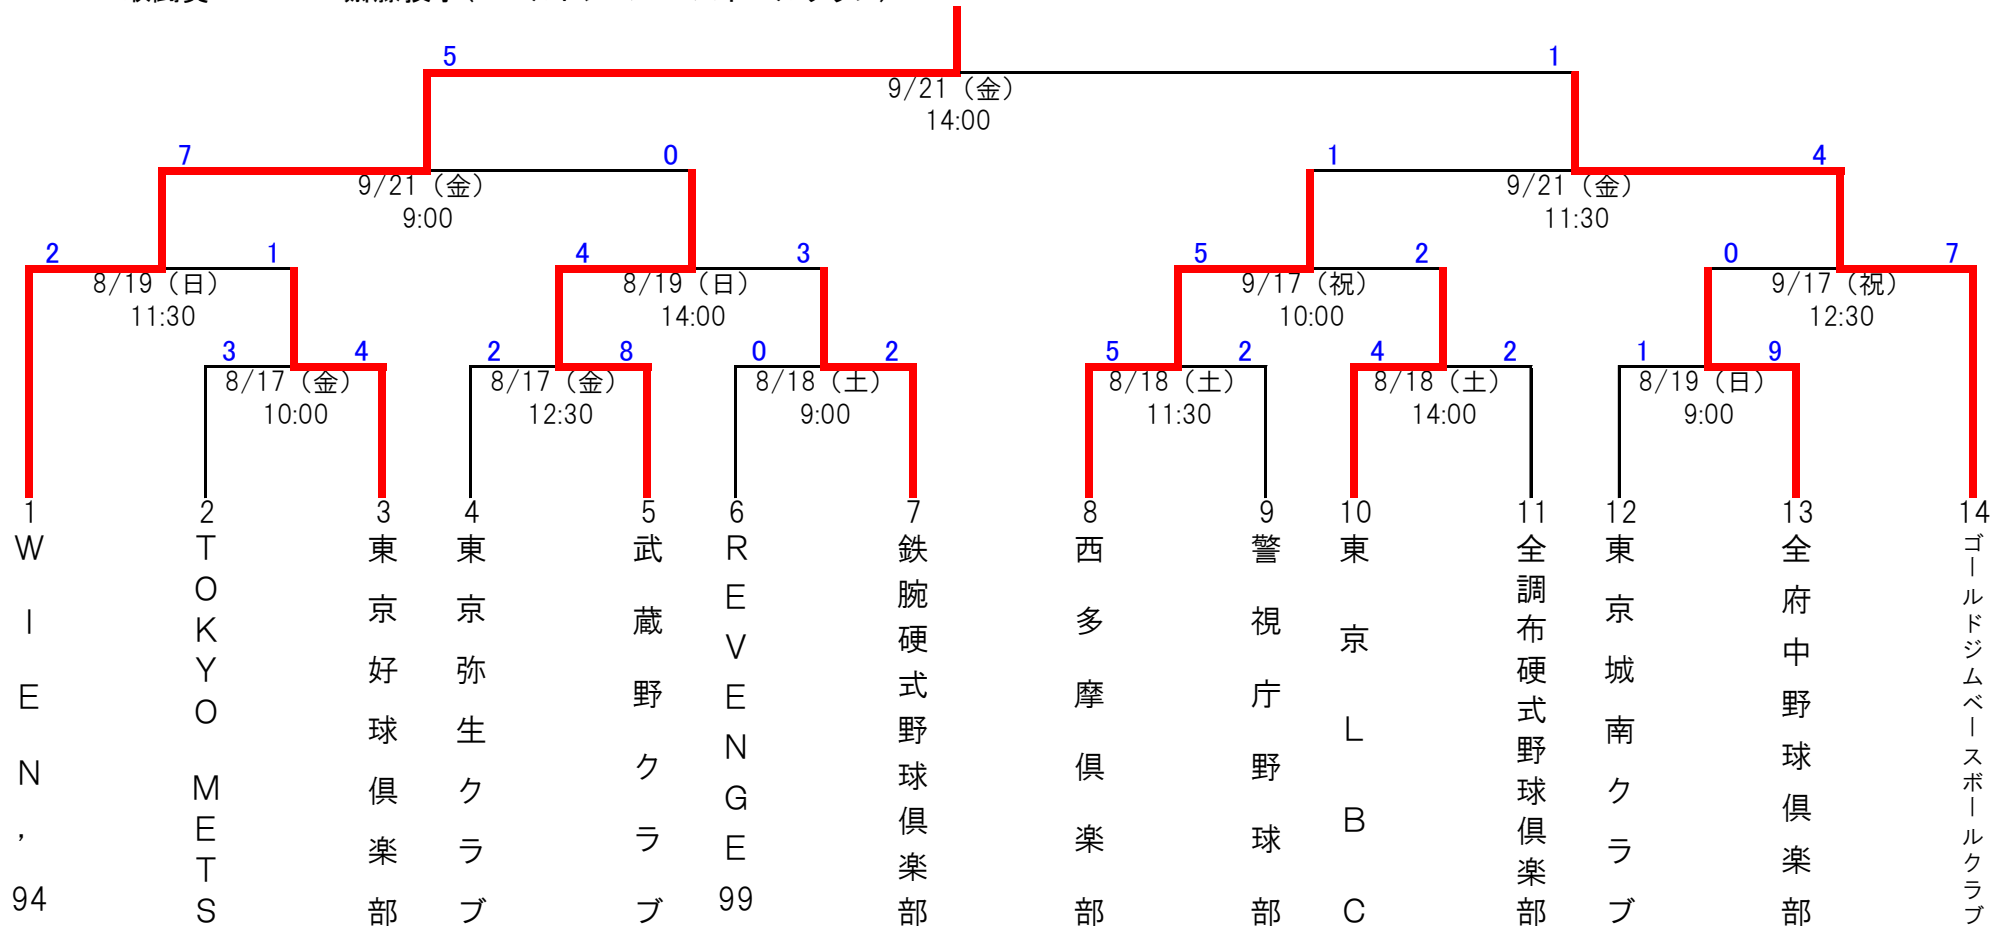 5 1
9/21（金）
14:00
7 0 1 4
9/21（金） 9/21（金）
9:00 11:30
2 1 4 3 5 2 0 7
8/19（日） 8/19（日） 9/17（祝） 9/17（祝）
11:30 14:00 10:00 12:30
3 4 2 8 0 2 5 2 4 2 1 9
8/17（金） 8/17（金） 8/18（土） 8/18（土） 8/18（土） 8/19（日）
10:00 12:30 9:00 11:30 14:00 9:00
1 2 3 4 5 6 7 8 9 10 11 12 13 14
ＷＩＥＮ，94
ＴＯＫＹＯ ＭＥＴＳ
東京好球倶楽部
東京弥生クラブ
武蔵野クラブ
ＲＥＶＥＮＧＥ99
鉄腕硬式野球倶楽部
西多摩倶楽部
警視庁野球部
東京ＬＢＣ
全調布硬式野球倶楽部
東京城南クラブ
全府中野球倶楽部
ゴールドジムベースボールクラブ